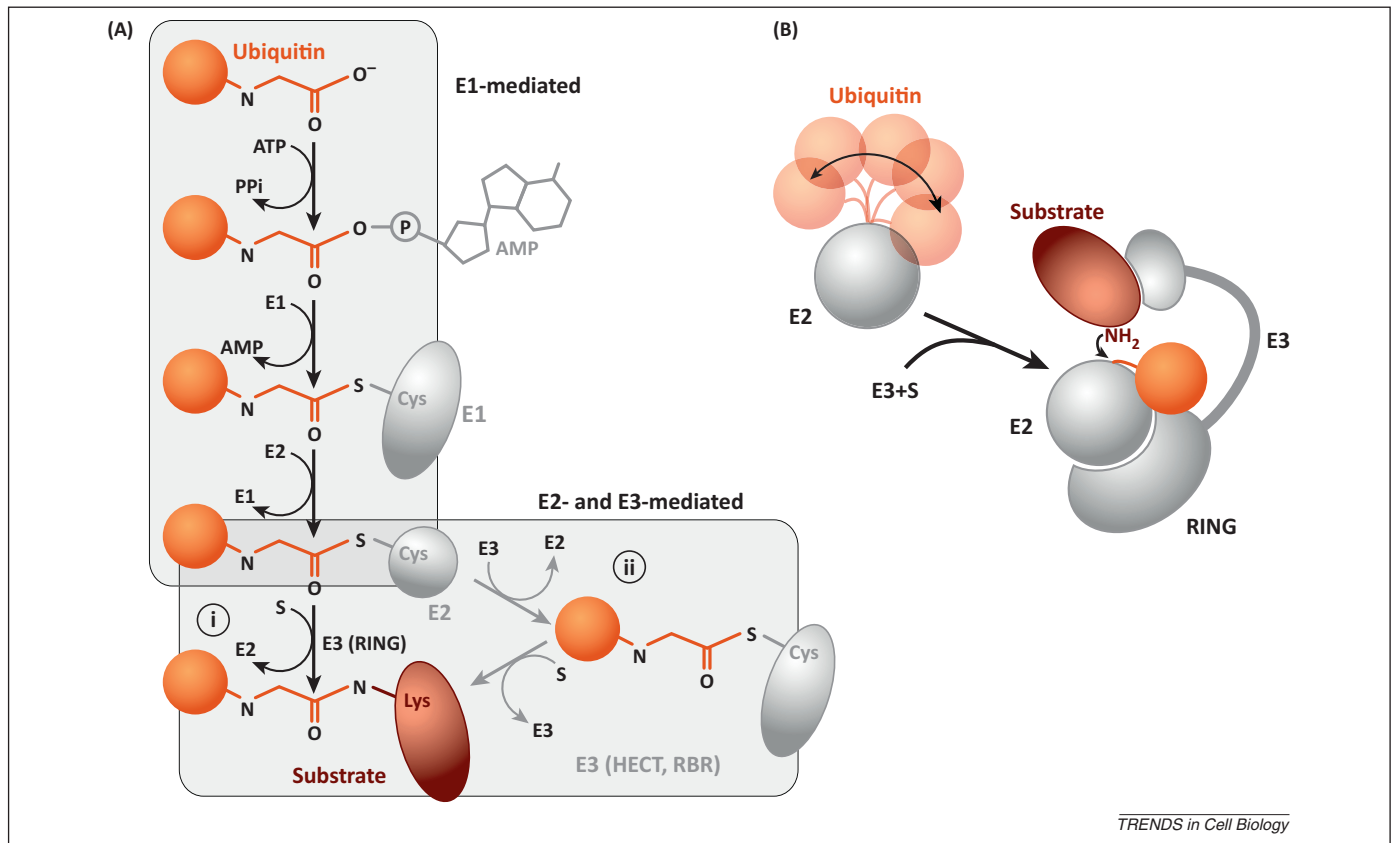 (A)
Ubiquitin
O–
N
O
E1-mediated
ATP
PPi
O
P
N
O
AMP
E1
AMP
S
Cys
N
O
E1
E2
E1
E2- and E3-mediated
S
Cys
N
O
E2
E3
E2
ii
i
S
E2
E3 (RING)
S
Cys
N
O
S
N
Lys
N
O
E3
Substrate
E3 (HECT, RBR)
(B)
Ubiquitin
Substrate
E2
NH2
E3
E3+S
E2
RING
TRENDS in Cell Biology